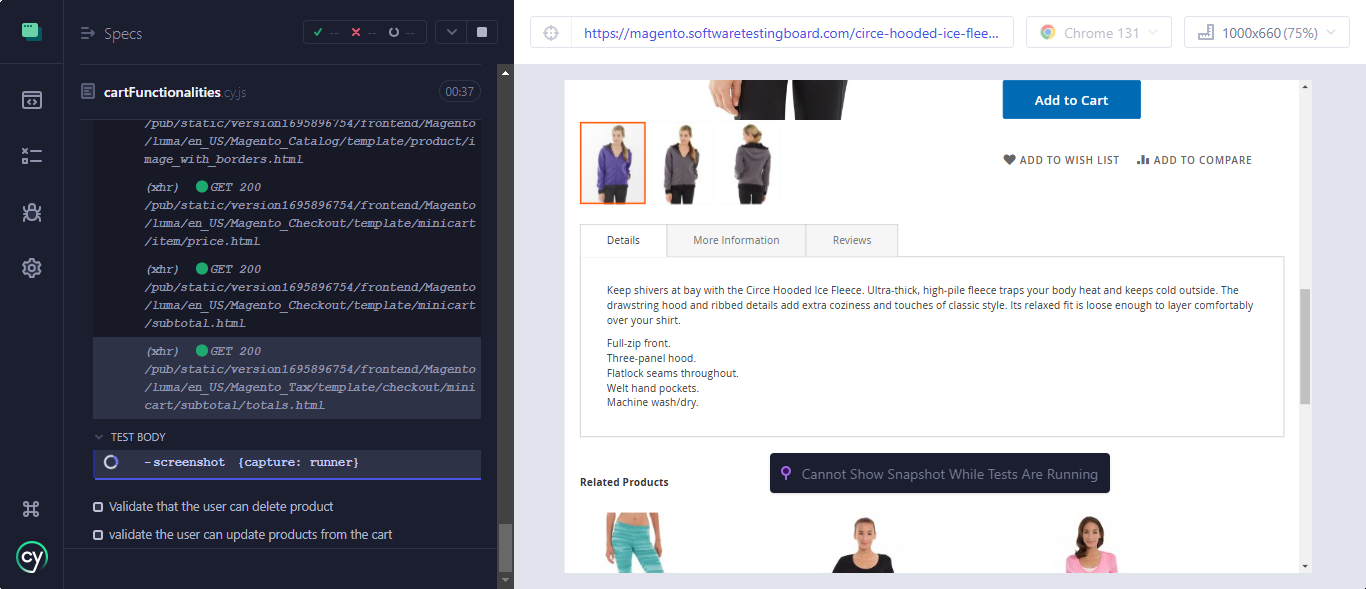 Specs
--
--
--
cartFunctionalities.cy.js
00:37
/pub/static/version1695896754/frontend/Magento
/luma/en_US/Magento_Catalog/template/product/i
mage_with_borders.html
(xhr) GET 200
/pub/static/version1695896754/frontend/Magento
/luma/en_US/Magento_Checkout/template/minicart
/item/price.html
(xhr) GET 200
/pub/static/version1695896754/frontend/Magento
/luma/en_US/Magento_Checkout/template/minicart
/subtotal.html
(xhr) GET 200
/pub/static/version1695896754/frontend/Magento
/luma/en_US/Magento_Tax/template/checkout/mini
cart/subtotal/totals.html
TEST BODY
-screenshot {capture: runner}
Validate that the user can delete product
validate the user can update products from the cart
cy
https://magento.softwaretestingboard.com/circe-hooded-ice-flee...
Chrome 131
1000x660 (75%)
Add to Cart
ADD TO WISH LIST
ADD TO COMPARE
Details
More Information
Reviews
Keep shivers at bay with the Circe Hooded Ice Fleece. Ultra-thick, high-pile fleece traps your body heat and keeps cold outside. The
drawstring hood and ribbed details add extra coziness and touches of classic style. Its relaxed fit is loose enough to layer comfortably
over your shirt.
Full-zip front.
Three-panel hood.
Flatlock seams throughout.
Welt hand pockets.
Machine wash/dry.
Cannot Show Snapshot While Tests Are Running
Related Products